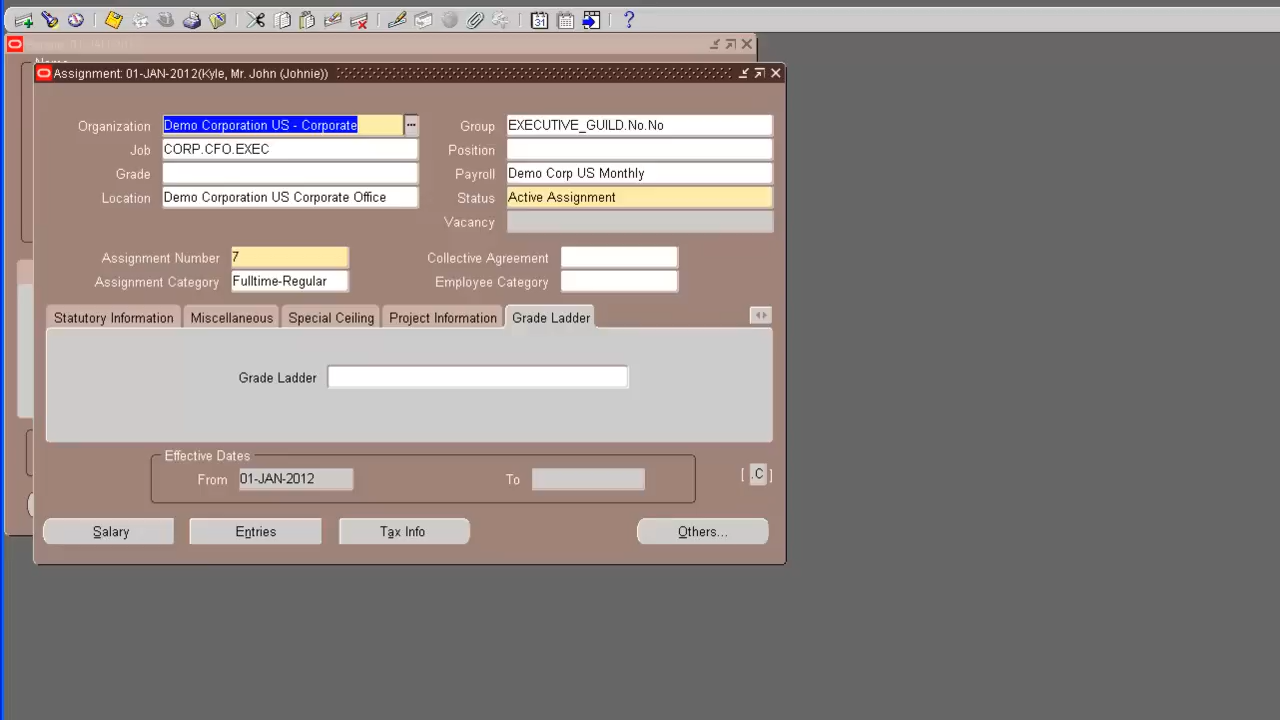 Assignment: 01-JAN-2012(Kyle, Mr. John (Johnie))
Organization Demo Corporation US - Corporate
Group EXECUTIVE_GUILD.No.No
Job CORP.CFO.EXEC
Position
Grade
Payroll Demo Corp US Monthly
Location Demo Corporation US Corporate Office
Status Active Assignment
Vacancy
Assignment Number 7
Collective Agreement
Assignment Category Fulltime-Regular
Employee Category
Statutory Information Miscellaneous Special Ceiling Project Information Grade Ladder
Grade Ladder
Effective Dates
From 01-JAN-2012 To
[ .C ]
Salary Entries Tax Info Others...